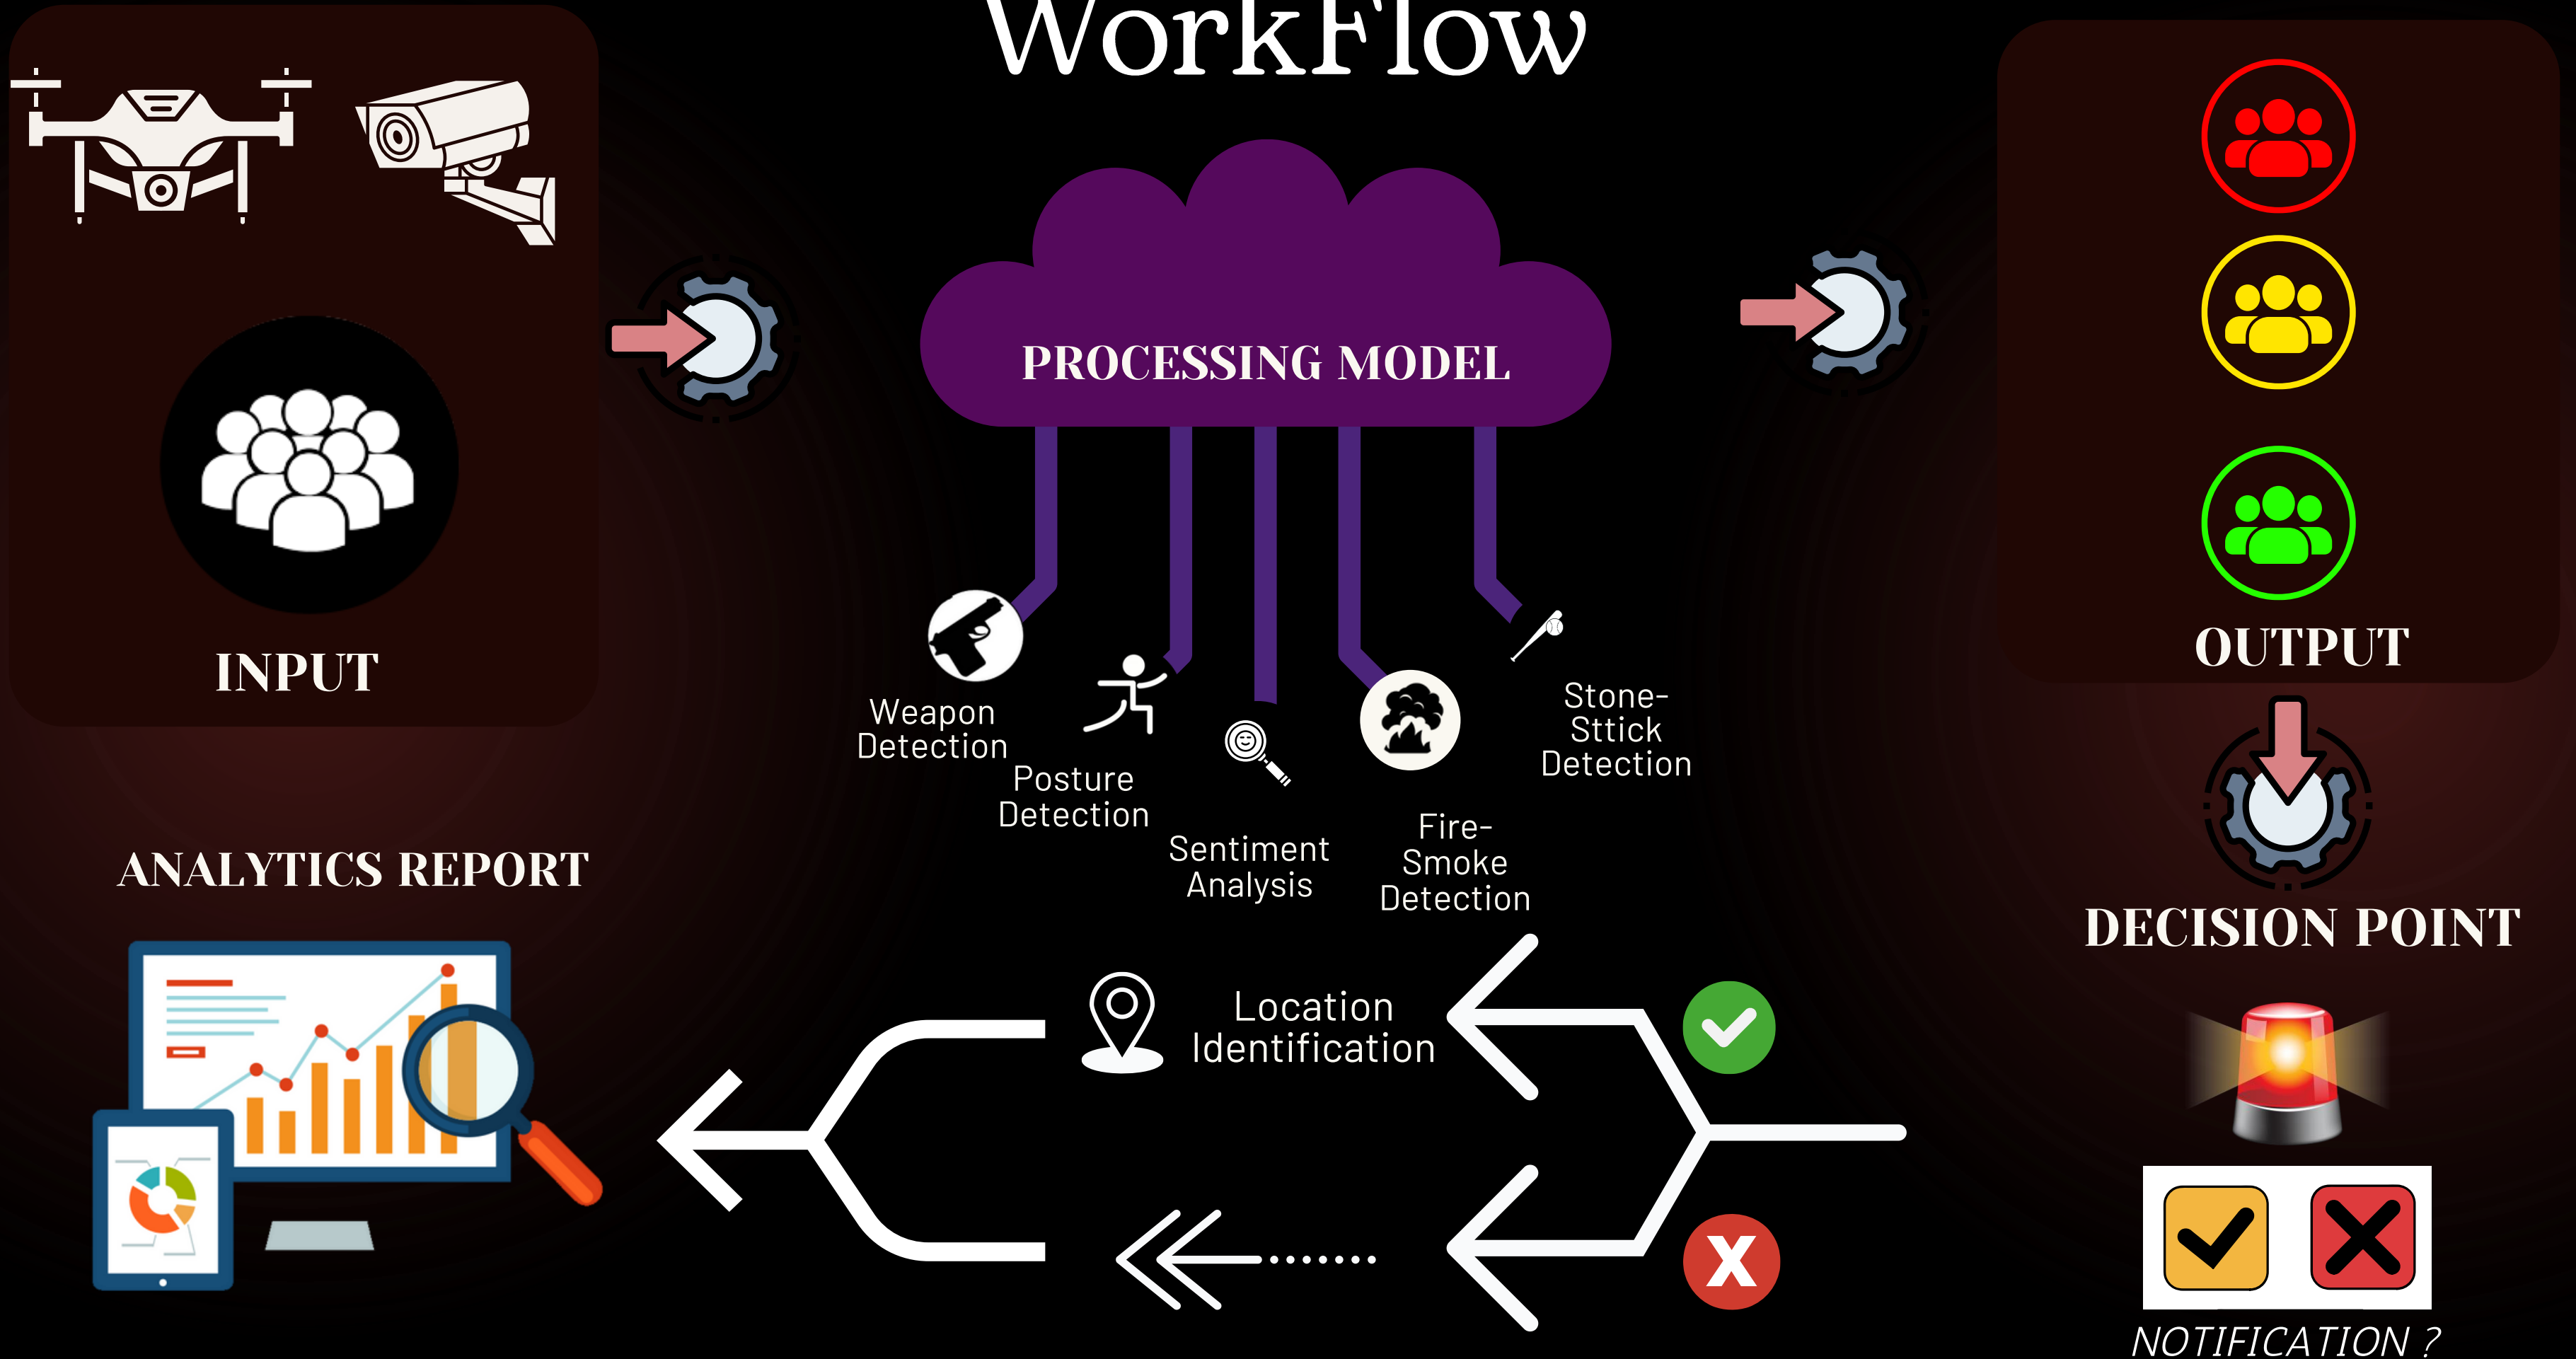 WorkFlow
INPUT
PROCESSING MODEL
Weapon
Detection
Posture
Detection
Sentiment
Analysis
Fire-
Smoke
Detection
Stone-
Sttick
Detection
OUTPUT
DECISION POINT
NOTIFICATION ?
Location
Identification
X
ANALYTICS REPORT